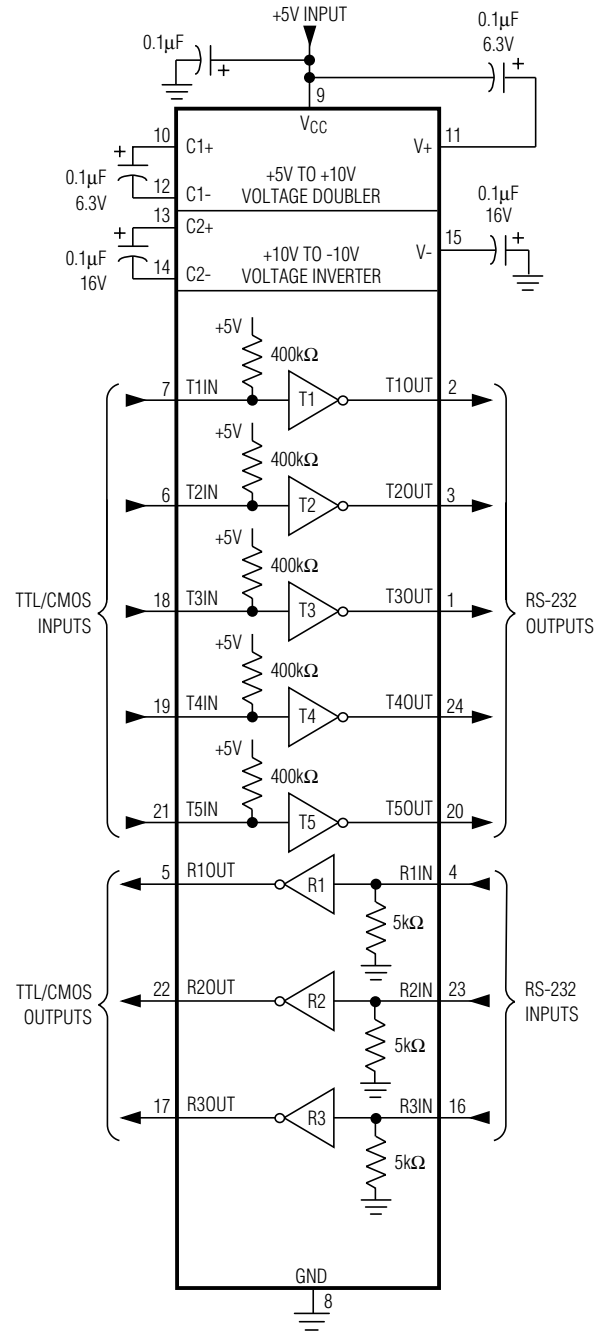 +5V INPUT
0.1µF
+
0.1µF
6.3V
+
9
VCC
10
C1+
V+
11
+
0.1µF
6.3V
12
C1-
+5V TO +10V
VOLTAGE DOUBLER
13
C2+
+
0.1µF
16V
14
C2-
+10V TO -10V
VOLTAGE INVERTER
V-
15
0.1µF
16V
+
+5V
400kΩ
7
T1IN
T1
T1OUT
2
+5V
400kΩ
6
T2IN
T2
T2OUT
3
+5V
400kΩ
TTL/CMOS
INPUTS
18
T3IN
T3
T3OUT
1
RS-232
OUTPUTS
+5V
400kΩ
19
T4IN
T4
T4OUT
24
+5V
400kΩ
21
T5IN
T5
T5OUT
20
5
R1OUT
R1
R1IN
4
5kΩ
TTL/CMOS
OUTPUTS
22
R2OUT
R2
R2IN
23
RS-232
INPUTS
5kΩ
17
R3OUT
R3
R3IN
16
5kΩ
GND
8